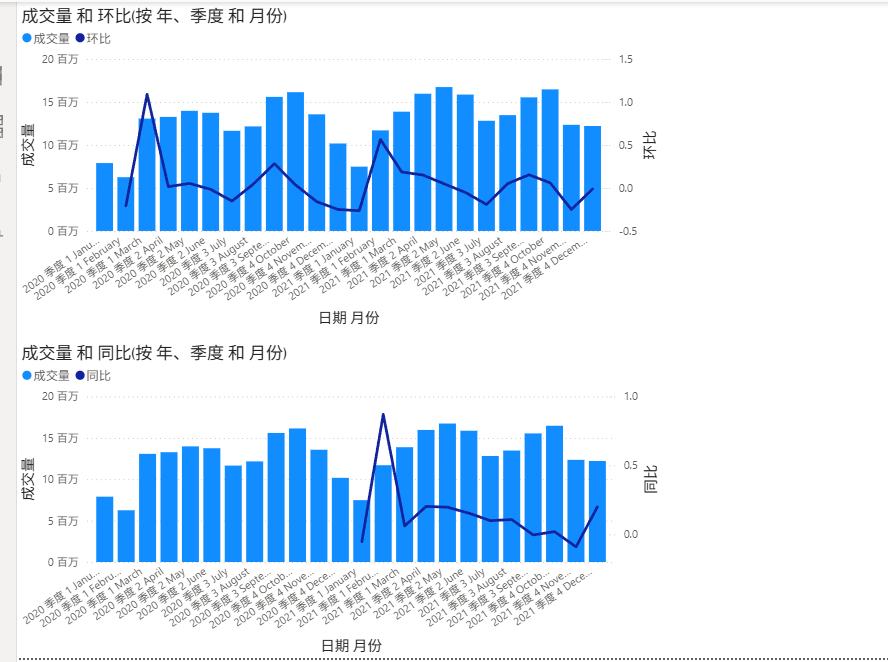 成交量 和 环比(按 年、季度 和 月份)
成交量 环比
20 百万
15 百万
10 百万
5 百万
0 百万
成交量
1.5
1.0
0.5
0.0
-0.5
环比
2020 季度 1 Janu...
2020 季度 1 February
2020 季度 1 March
2020 季度 2 April
2020 季度 2 May
2020 季度 2 June
2020 季度 3 July
2020 季度 3 August
2020 季度 3 Septe...
2020 季度 4 October
2020 季度 4 Novem...
2020 季度 4 Decem...
2021 季度 1 January
2021 季度 1 February
2021 季度 1 March
2021 季度 2 April
2021 季度 2 May
2021 季度 2 June
2021 季度 3 July
2021 季度 3 August
2021 季度 3 Septe...
2021 季度 4 October
2021 季度 4 Novem...
2021 季度 4 Decem...
日期 月份
成交量 和 同比(按 年、季度 和 月份)
成交量 同比
20 百万
15 百万
10 百万
5 百万
0 百万
成交量
1.0
0.5
0.0
同比
2020 季度 1 Janu...
2020 季度 1 Febru...
2020 季度 1 March
2020 季度 2 April
2020 季度 2 May
2020 季度 2 June
2020 季度 3 July
2020 季度 3 August
2020 季度 3 Septe...
2020 季度 4 Octob...
2020 季度 4 Nove...
2020 季度 4 Dece...
2021 季度 1 January
2021 季度 1 Febru...
2021 季度 1 March
2021 季度 2 April
2021 季度 2 May
2021 季度 2 June
2021 季度 3 July
2021 季度 3 August
2021 季度 3 Septe...
2021 季度 4 Octob...
2021 季度 4 Nove...
2021 季度 4 Dece...
日期 月份